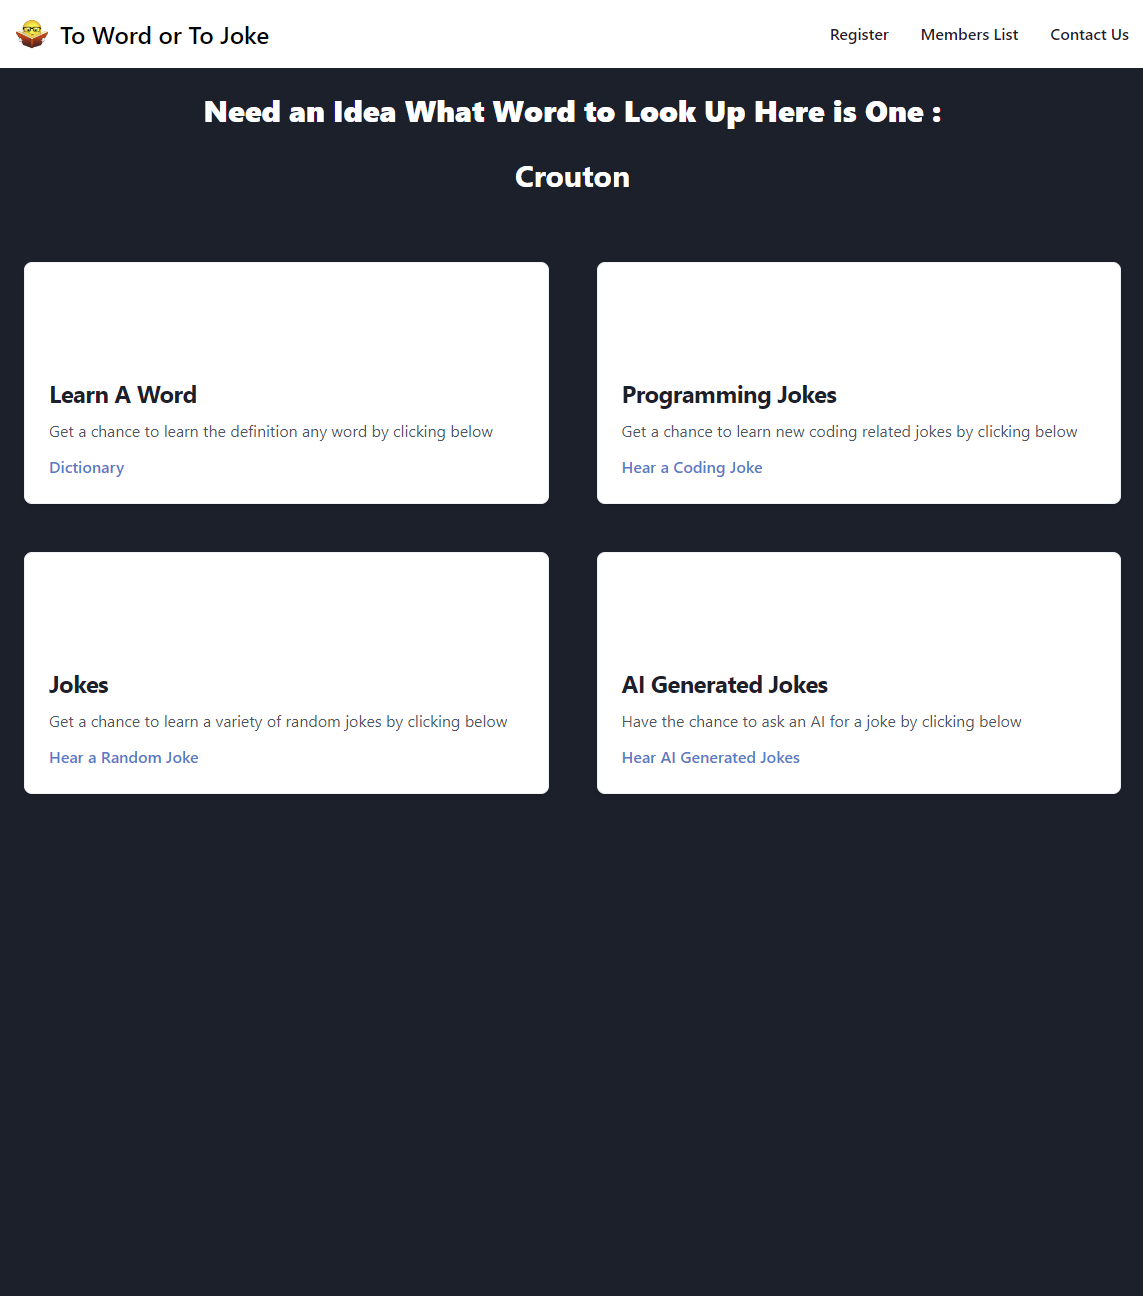 To Word or To Joke
Register
Members List
Contact Us
Need an Idea What Word to Look Up Here is One :
Crouton
Learn A Word
Get a chance to learn the definition any word by clicking below
Dictionary
Programming Jokes
Get a chance to learn new coding related jokes by clicking below
Hear a Coding Joke
Jokes
Get a chance to learn a variety of random jokes by clicking below
Hear a Random Joke
AI Generated Jokes
Have the chance to ask an AI for a joke by clicking below
Hear AI Generated Jokes